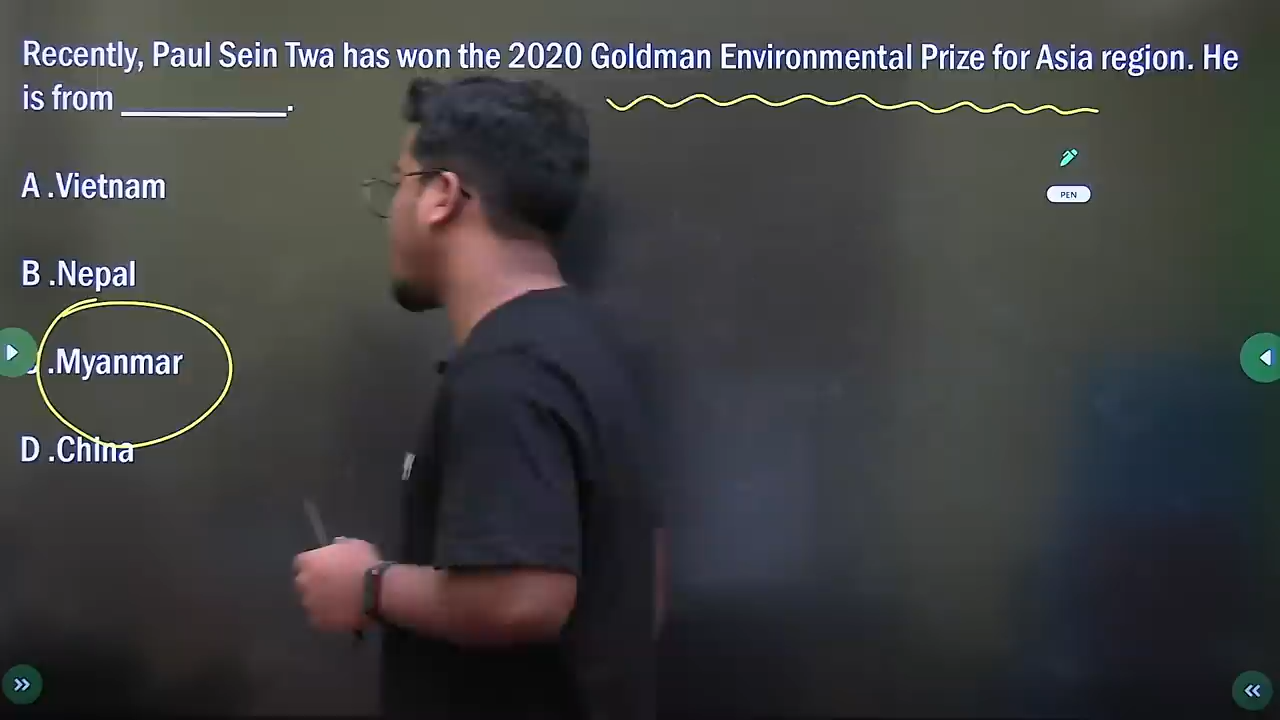 Recently, Paul Sein Twa has won the 2020 Goldman Environmental Prize for Asia region. He
is from __________.
A .Vietnam
B .Nepal
.Myanmar
D .China
PEN